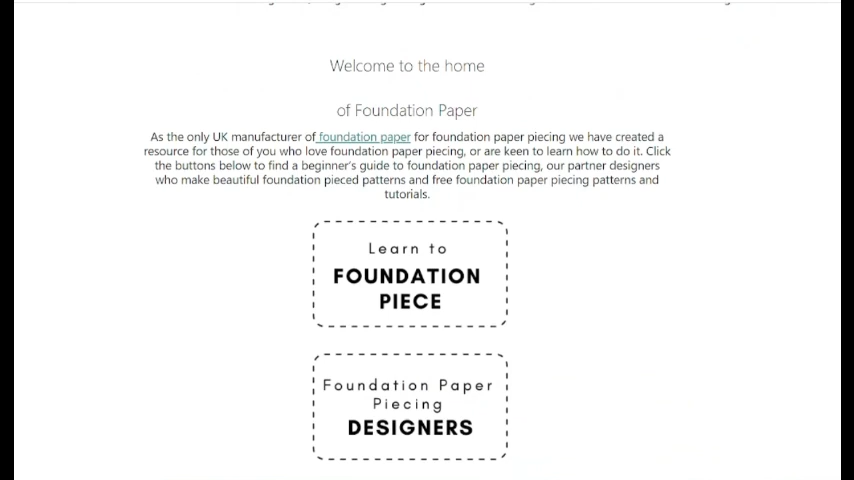 Welcome to the home
of Foundation Paper
As the only UK manufacturer of foundation paper for foundation paper piecing we have created a
resource for those of you who love foundation paper piecing, or are keen to learn how to do it. Click
the buttons below to find a beginner's guide to foundation paper piecing, our partner designers
who make beautiful foundation pieced patterns and free foundation paper piecing patterns and
tutorials.
Learn to
FOUNDATION
PIECE
Foundation Paper
Piecing
DESIGNERS